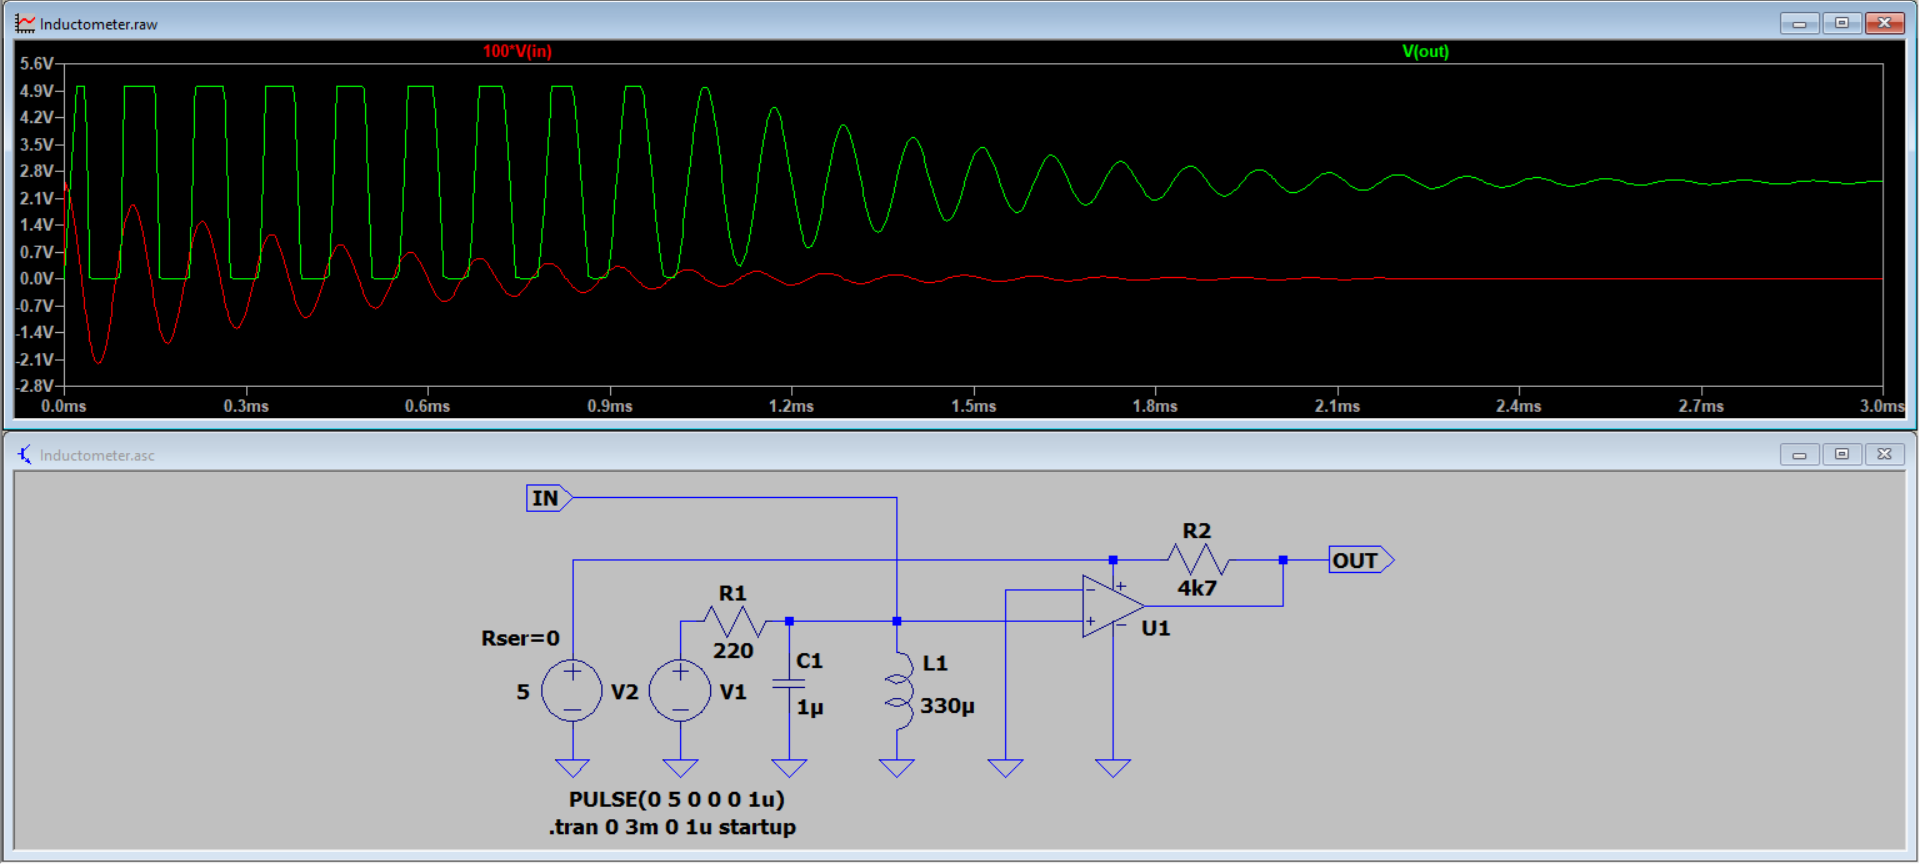 Inductometer.raw
100*V(in) V(out)
5.6V
4.9V
4.2V
3.5V
2.8V
2.1V
1.4V
0.7V
0.0V
-0.7V
-1.4V
-2.1V
-2.8V
0.0ms 0.3ms 0.6ms 0.9ms 1.2ms 1.5ms 1.8ms 2.1ms 2.4ms 2.7ms 3.0ms
Inductometer.asc
IN
R2
OUT
4k7
R1
U1
Rser=0
220
C1
L1
5 V2 V1
1µ
330µ
PULSE(0 5 0 0 0 1u)
.tran 0 3m 0 1u startup